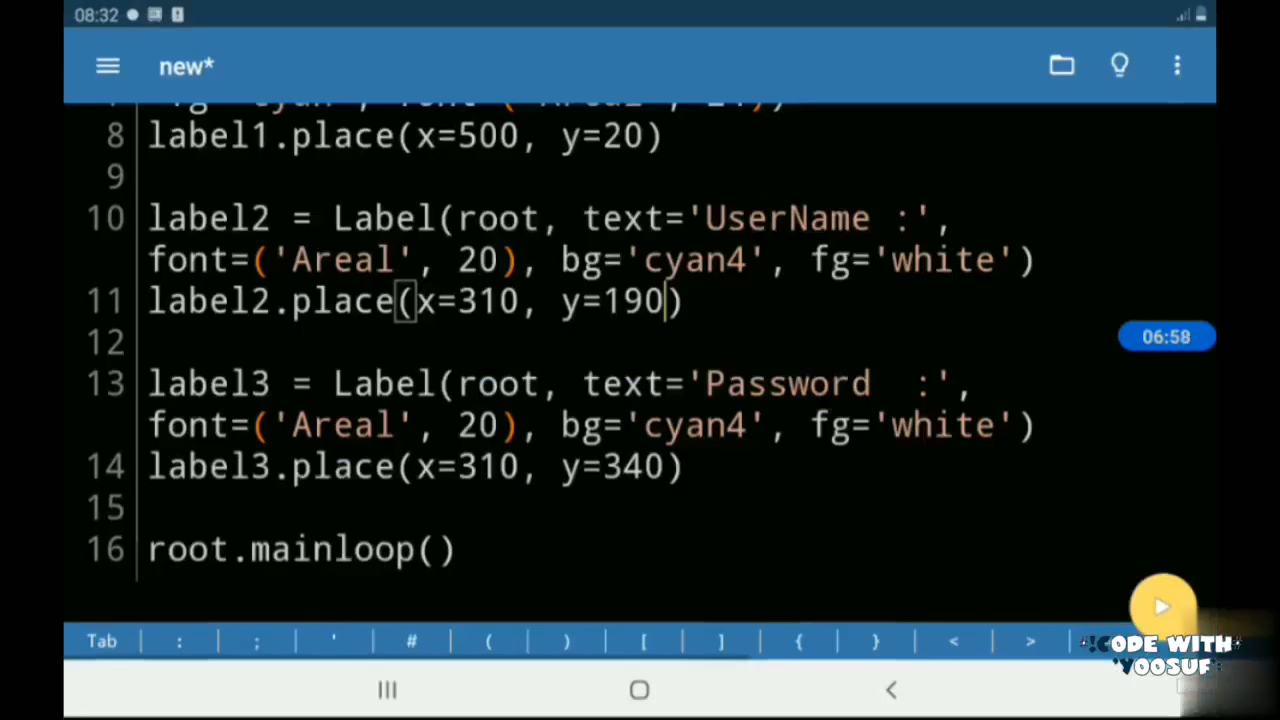 08:32
new*
8 label1.place(x=500, y=20)
9
10 label2 = Label(root, text='UserName :',
font=('Areal', 20), bg='cyan4', fg='white')
11 label2.place(x=310, y=190)
12
06:58
13 label3 = Label(root, text='Password  :',
font=('Areal', 20), bg='cyan4', fg='white')
14 label3.place(x=310, y=340)
15
16 root.mainloop()
Tab : ; ' # ( ) [ ] { } < >
CODE WITH
YOOSUF